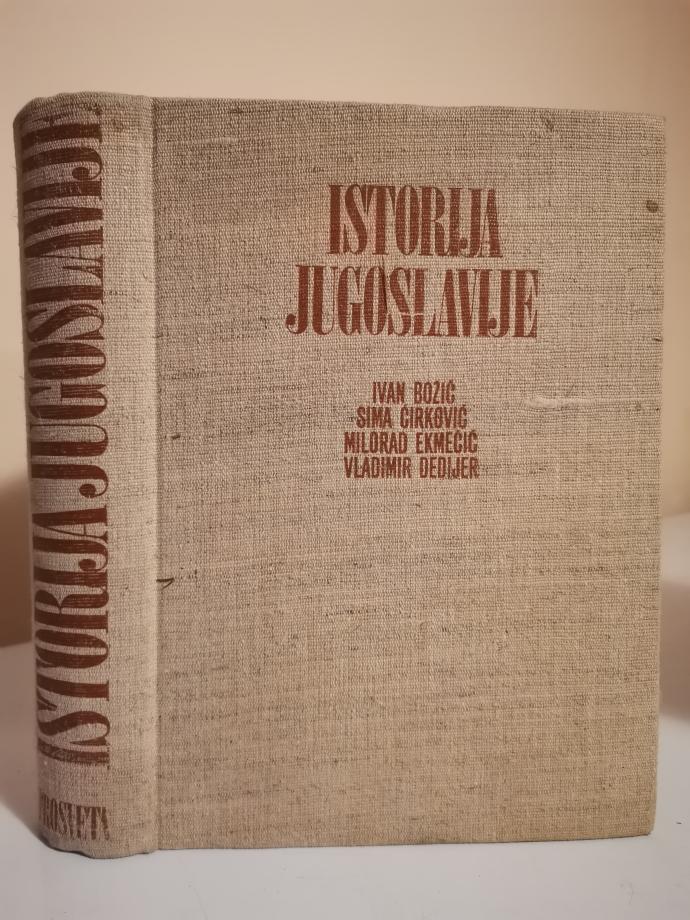 ISTORIJA JUGOSLAVIJE
PROSVETA
ISTORIJA
JUGOSLAVIJE
IVAN BOŽIĆ
SIMA ĆIRKOVIĆ
MILORAD EKMEČIĆ
VLADIMIR DEDIJER